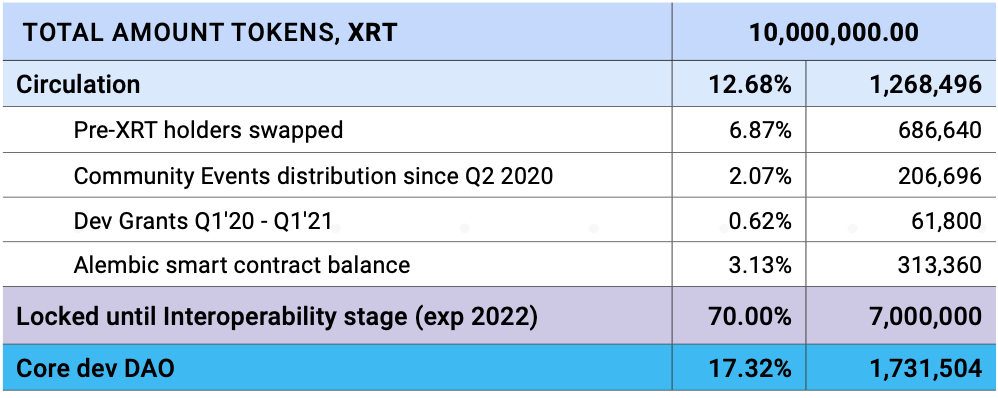 TOTAL AMOUNT TOKENS, XRT 10,000,000.00
Circulation 12.68% 1,268,496
Pre-XRT holders swapped 6.87% 686,640
Community Events distribution since Q2 2020 2.07% 206,696
Dev Grants Q1'20 - Q1'21 0.62% 61,800
Alembic smart contract balance 3.13% 313,360
Locked until Interoperability stage (exp 2022) 70.00% 7,000,000
Core dev DAO 17.32% 1,731,504